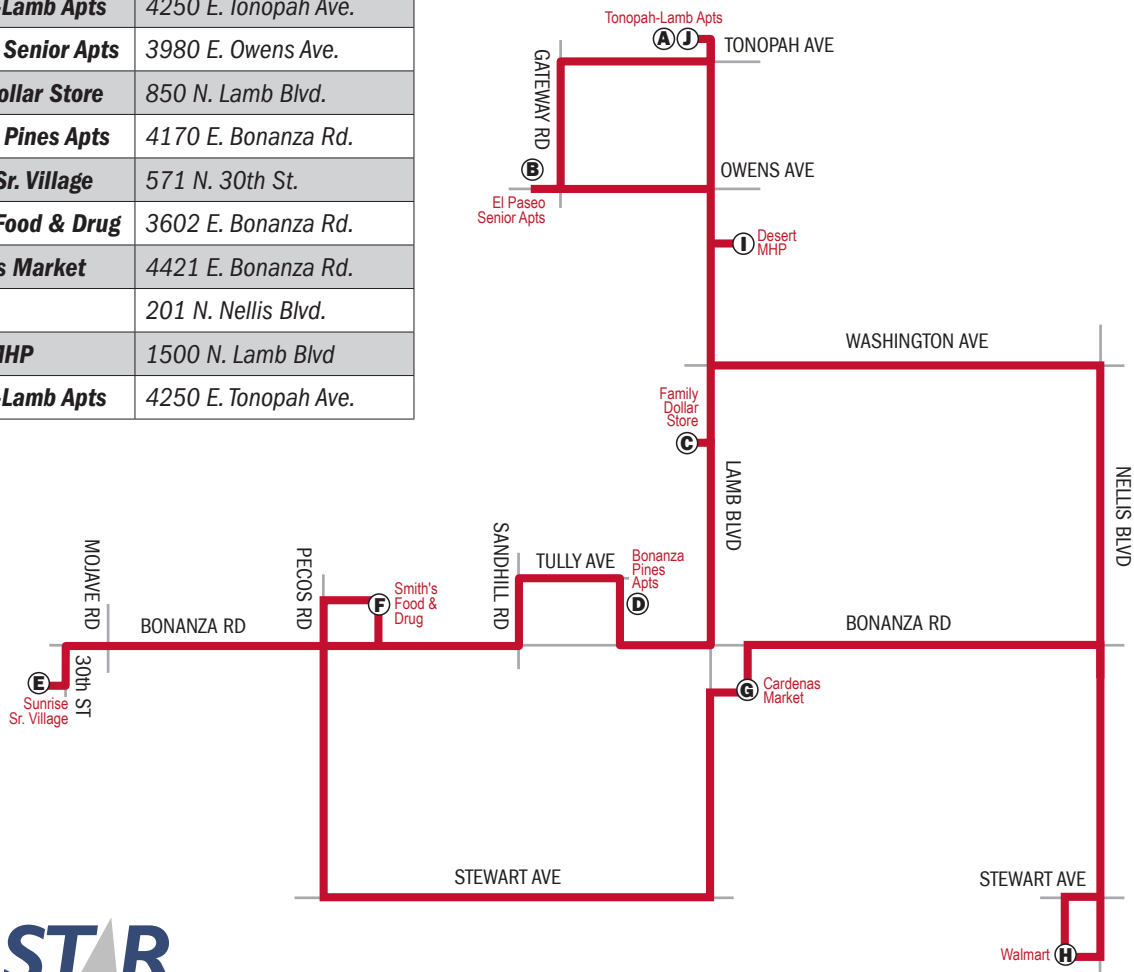 -Lamb Apts 4250 E. Tonopah Ave.
Senior Apts 3980 E. Owens Ave.
ollar Store 850 N. Lamb Blvd.
Pines Apts 4170 E. Bonanza Rd.
Sr. Village 571 N. 30th St.
Food & Drug 3602 E. Bonanza Rd.
s Market 4421 E. Bonanza Rd.
201 N. Nellis Blvd.
MHP 1500 N. Lamb Blvd
-Lamb Apts 4250 E. Tonopah Ave.
Tonopah-Lamb Apts
A J
TONOPAH AVE
GATEWAY RD
B
El Paseo
Senior Apts
OWENS AVE
I
Desert
MHP
WASHINGTON AVE
Family
Dollar
Store
C
LAMB BLVD
NELLIS BLVD
MOJAVE RD
BONANZA RD
PECOS RD
Smith's
Food &
Drug
F
SANDHILL RD
TULLY AVE
Bonanza
Pines
Apts
D
BONANZA RD
E
Sunrise
Sr. Village
30th ST
G
Cardenas
Market
STEWART AVE
STEWART AVE
Walmart
H
STAR